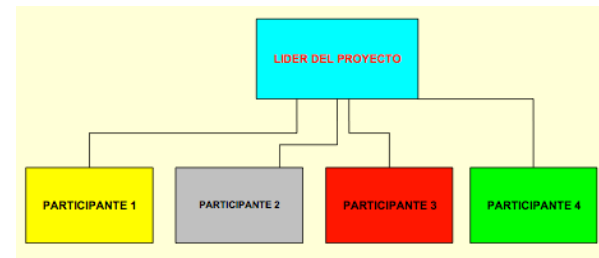 LIDER DEL PROYECTO
PARTICIPANTE 1
PARTICIPANTE 2
PARTICIPANTE 3
PARTICIPANTE 4